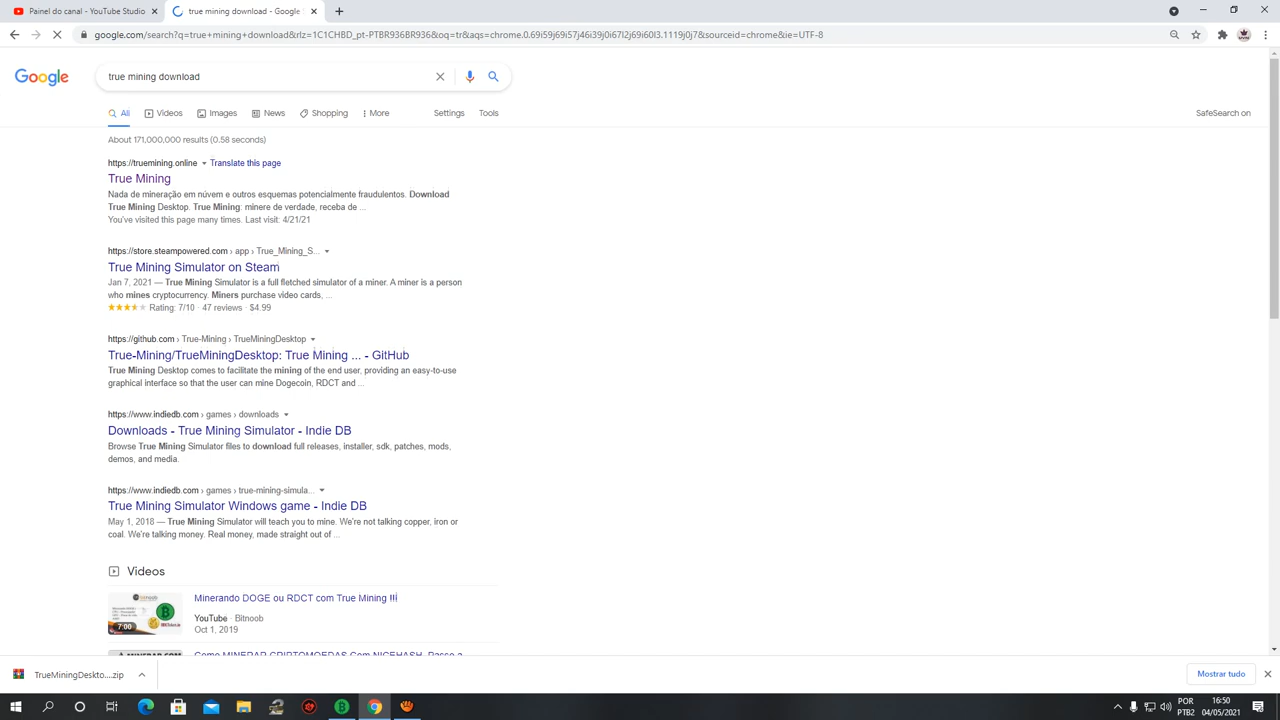 Painel do canal - YouTube Studio
true mining download - Google
google.com/search?q=true+mining+download&rlz=1C1CHBD_pt-PTBR936BR936&oq=tr&aqs=chrome.0.69i59j69i57j46i39j0i67l2j69i60l3.1119j0j7&sourceid=chrome&ie=UTF-8
Google
true mining download
All Videos Images News Shopping More Settings Tools SafeSearch on
About 171,000,000 results (0.58 seconds)
https://truemining.online Translate this page
True Mining
Nada de mineração em núvem e outros esquemas potencialmente fraudulentos. Download
True Mining Desktop. True Mining: minere de verdade, receba de ...
You've visited this page many times. Last visit: 4/21/21
https://store.steampowered.com › app › True_Mining_S...
True Mining Simulator on Steam
Jan 7, 2021 — True Mining Simulator is a full fletched simulator of a miner. A miner is a person
who mines cryptocurrency. Miners purchase video cards, ...
Rating: 7/10 · 47 reviews · $4.99
https://github.com › True-Mining › TrueMiningDesktop
True-Mining/TrueMiningDesktop: True Mining ... - GitHub
True Mining Desktop comes to facilitate the mining of the end user, providing an easy-to-use
graphical interface so that the user can mine Dogecoin, RDCT and ...
https://www.indiedb.com › games › downloads
Downloads - True Mining Simulator - Indie DB
Browse True Mining Simulator files to download full releases, installer, sdk, patches, mods,
demos, and media.
https://www.indiedb.com › games › true-mining-simula...
True Mining Simulator Windows game - Indie DB
May 1, 2018 — True Mining Simulator will teach you to mine. We're not talking copper, iron or
coal. We're talking money. Real money, made straight out of ...
Videos
Minerando DOGE ou RDCT com True Mining !!!
YouTube · Bitnoob
Oct 1, 2019
7:00
Como MINERAR CRIPTOMOEDAS Com NICEHASH, Passo a
TrueMiningDeskto....zip
Mostrar tudo
POR 16:50
PTB2 04/05/2021